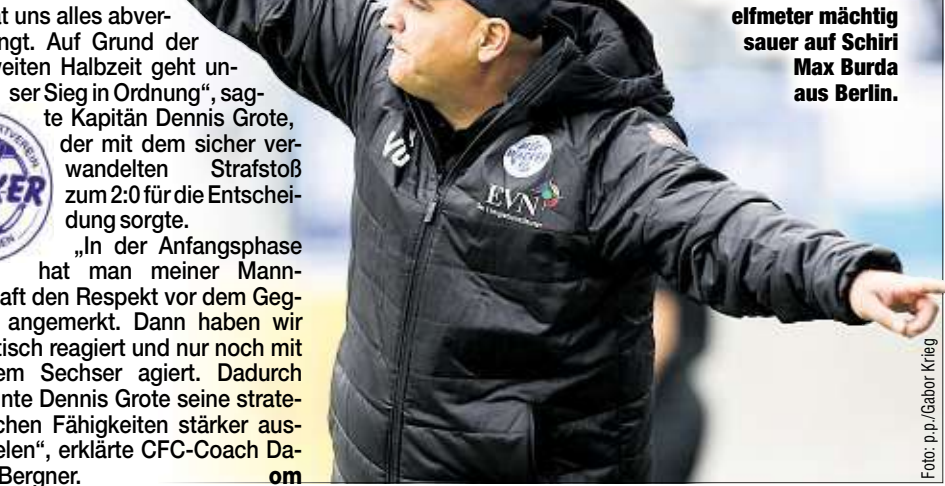 at uns alles abver-
ngt. Auf Grund der
weiten Halbzeit geht un-
ser Sieg in Ordnung“, sag-
te Kapitän Dennis Grote,
der mit dem sicher ver-
wandelten Strafstoß
zum 2:0 für die Entschei-
dung sorgte.
„In der Anfangsphase
hat man meiner Mann-
aft den Respekt vor dem Geg-
angemerkt. Dann haben wir
tisch reagiert und nur noch mit
em Sechser agiert. Dadurch
nte Dennis Grote seine strate-
chen Fähigkeiten stärker aus-
elen“, erklärte CFC-Coach Da-
Bergner. om
elfmeter mächtig
sauer auf Schiri
Max Burda
aus Berlin.
VU
WACKER
EVN
Foto: p.p./Gabor Krieg